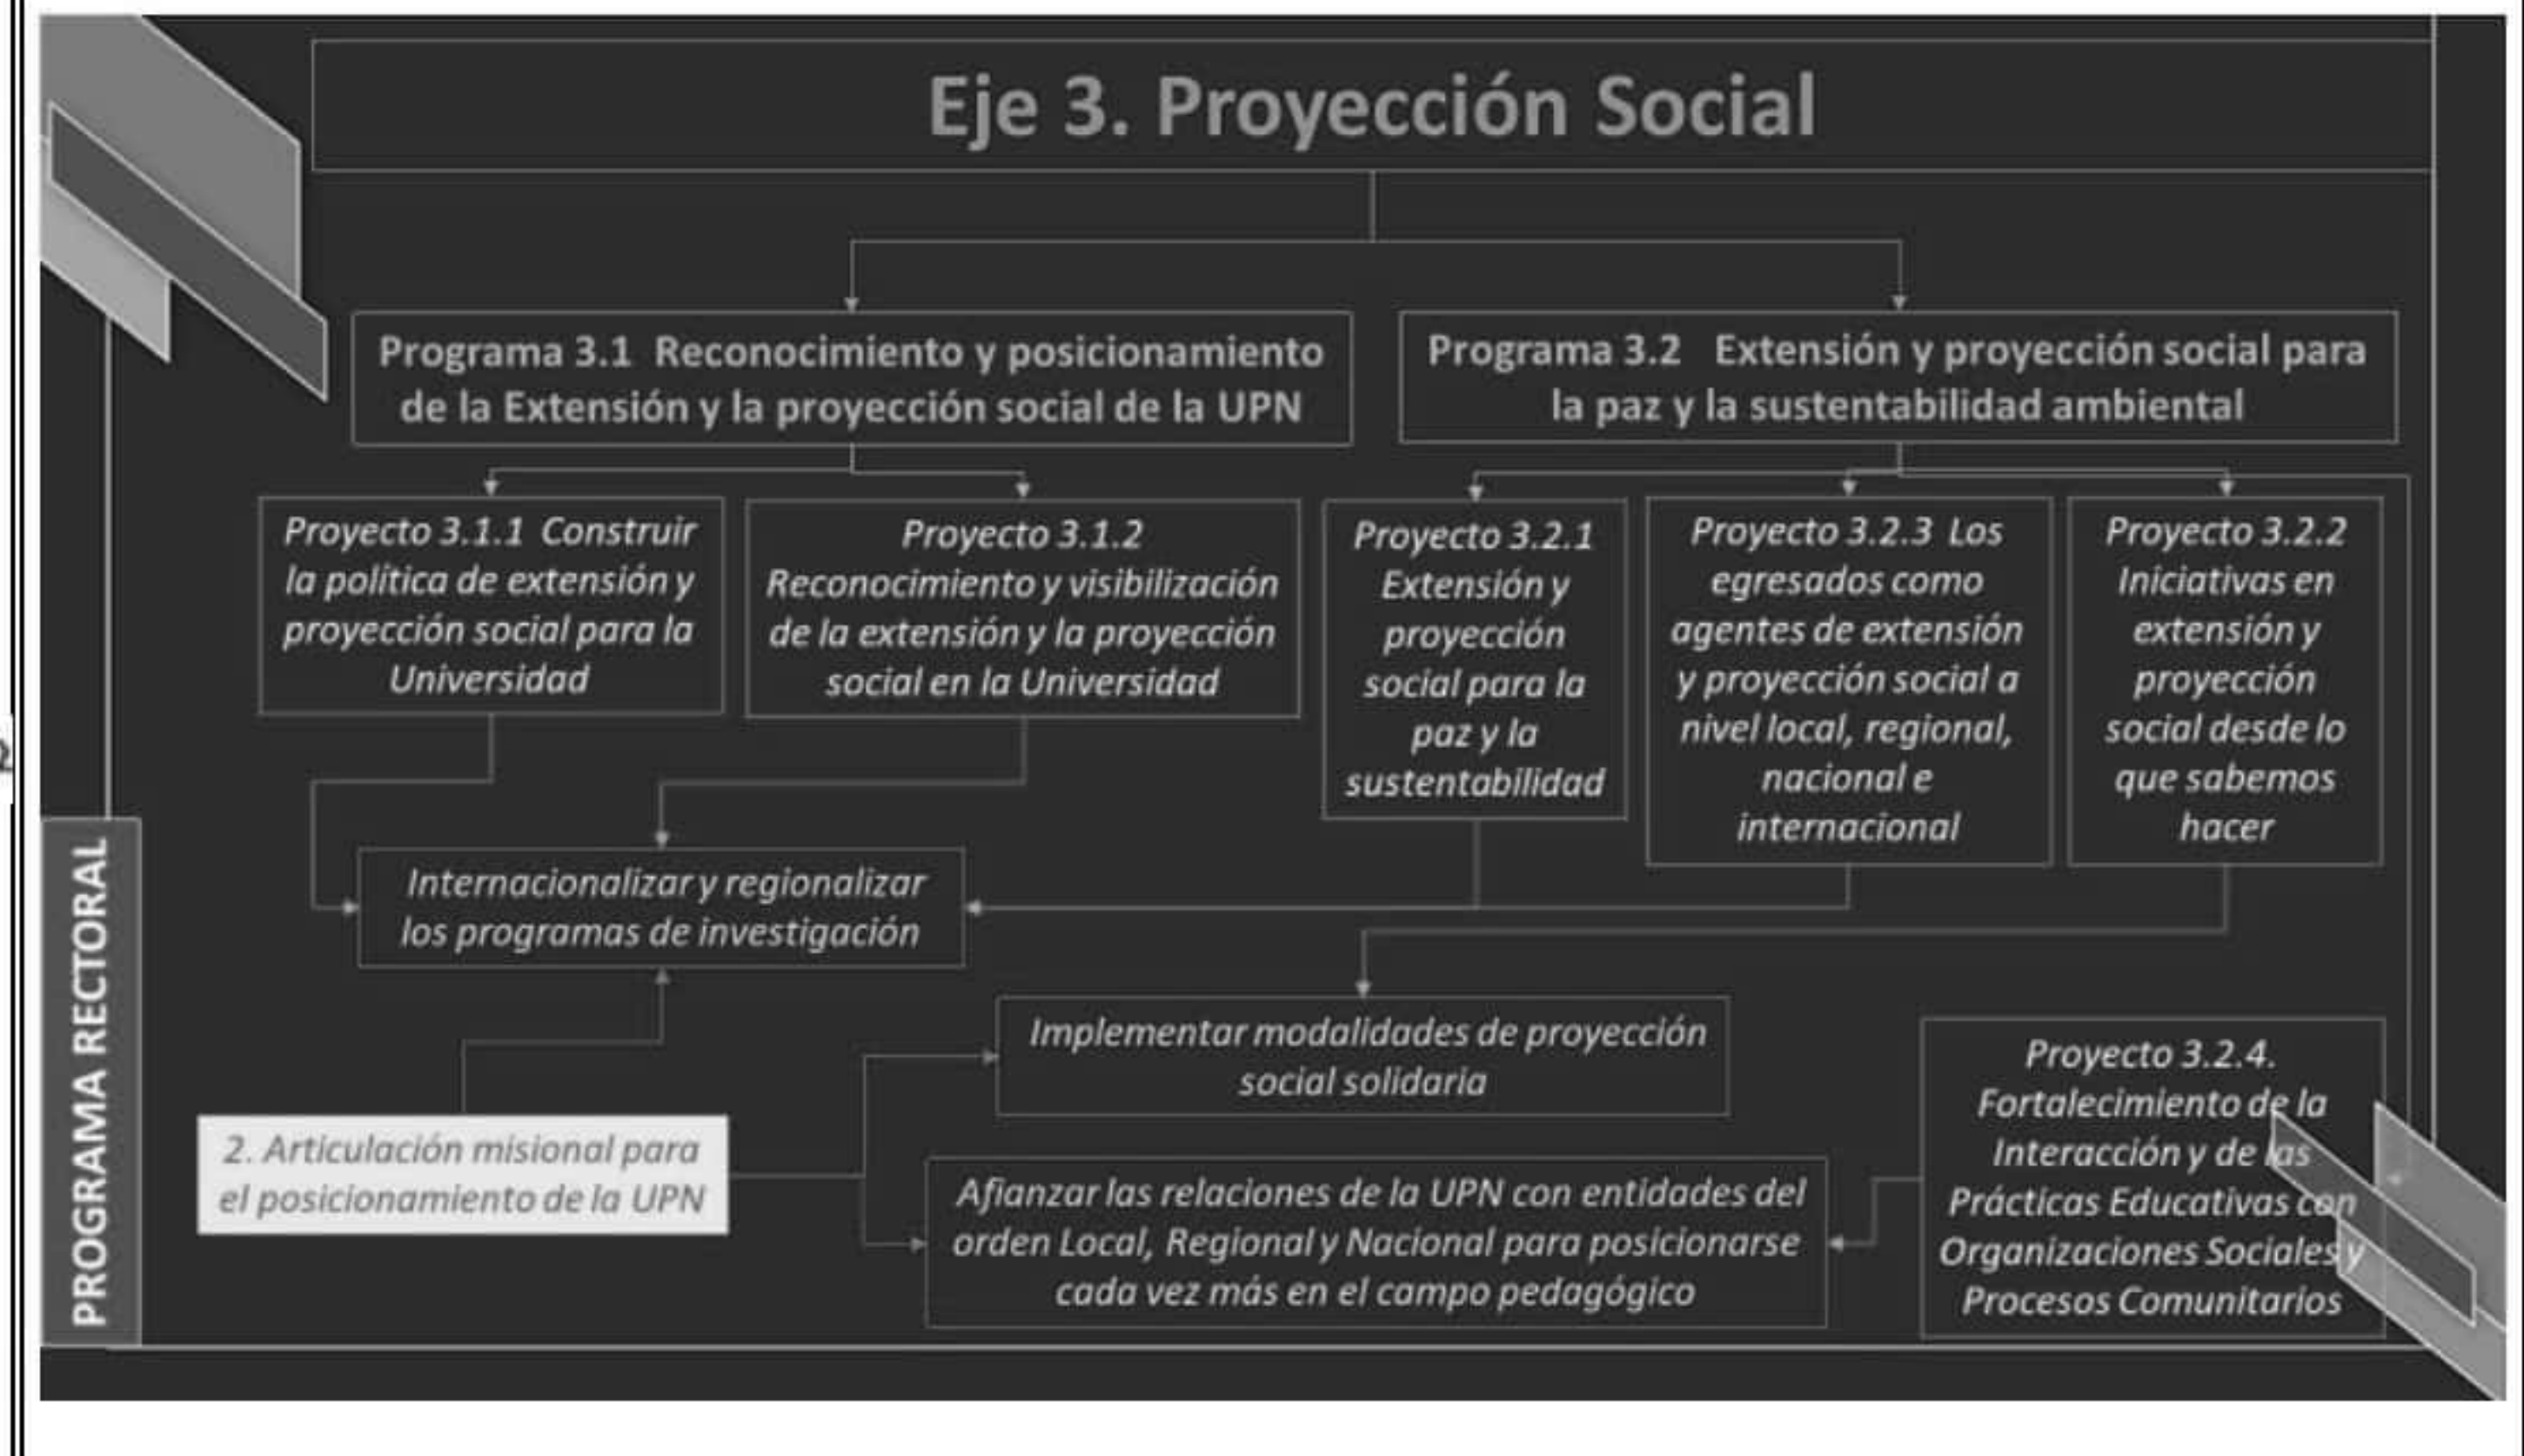 Eje 3. Proyección Social
Programa 3.1 Reconocimiento y posicionamiento
de la Extensión y la proyección social de la UPN
Programa 3.2 Extensión y proyección social para
la paz y la sustentabilidad ambiental
Proyecto 3.1.1 Construir
la política de extensión y
proyección social para la
Universidad
Proyecto 3.1.2
Reconocimiento y visibilización
de la extensión y la proyección
social en la Universidad
Proyecto 3.2.1
Extensión y
proyección
social para la
paz y la
sustentabilidad
Proyecto 3.2.3 Los
egresados como
agentes de extensión
y proyección social a
nivel local, regional,
nacional e
internacional
Proyecto 3.2.2
Iniciativas en
extensión y
proyección
social desde lo
que sabemos
hacer
Internacionalizar y regionalizar
los programas de investigación
Implementar modalidades de proyección
social solidaria
Proyecto 3.2.4.
Fortalecimiento de la
Interacción y de las
Prácticas Educativas con
Organizaciones Sociales y
Procesos Comunitarios
2. Articulación misional para
el posicionamiento de la UPN
Afianzar las relaciones de la UPN con entidades del
orden Local, Regional y Nacional para posicionarse
cada vez más en el campo pedagógico
PROGRAMA RECTORAL